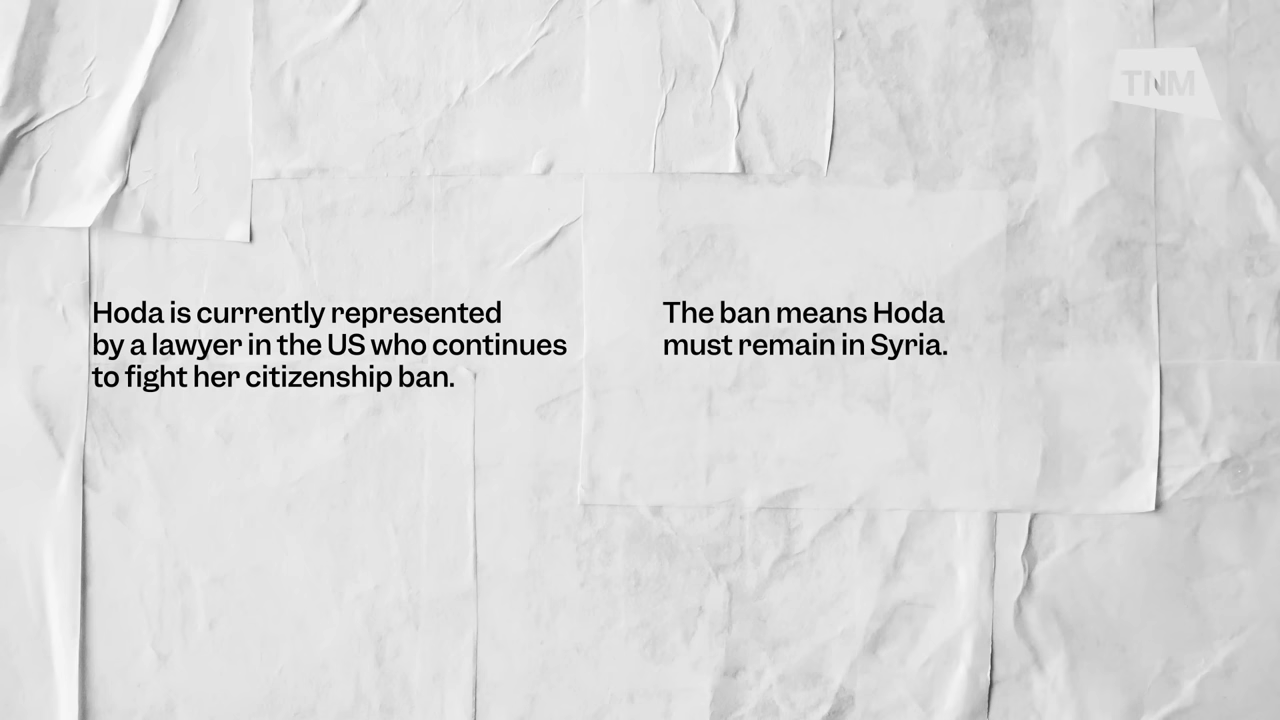 TNM
Hoda is currently represented
by a lawyer in the US who continues
to fight her citizenship ban.
The ban means Hoda
must remain in Syria.